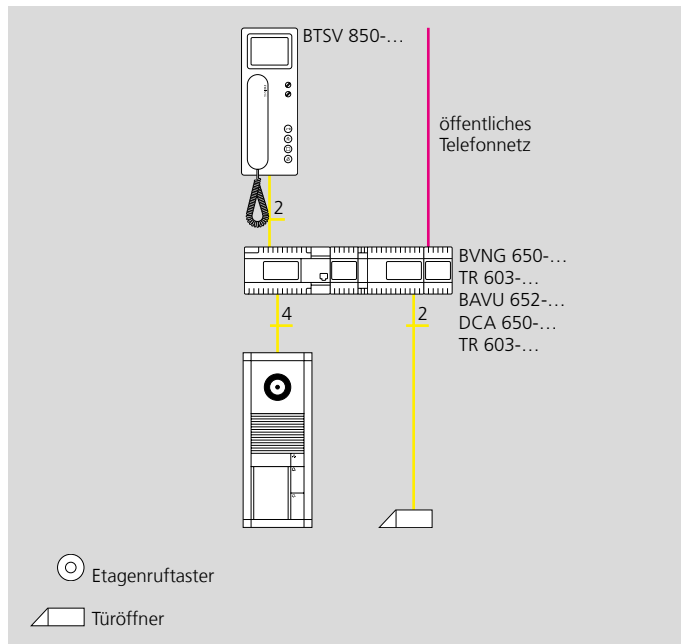 BTSV 850-...
öffentliches
Telefonnetz
2
BVNG 650-...
TR 603-...
BAVU 652-...
DCA 650-...
TR 603-...
4
2
Etagenruftaster
Türöffner